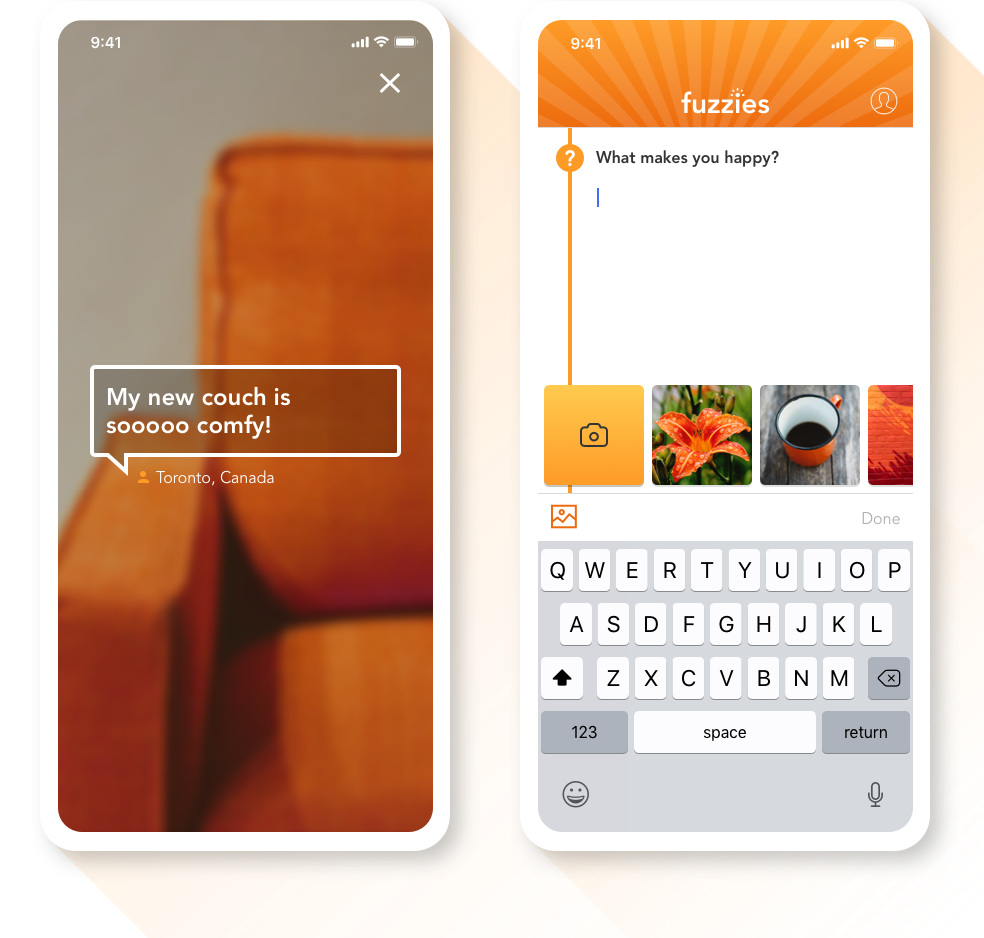 9:41
My new couch is
sooooo comfy!
Toronto, Canada
9:41
fuzzies
? What makes you happy?
Done
Q W E R T Y U I O P
A S D F G H J K L
Z X C V B N M
123 space return